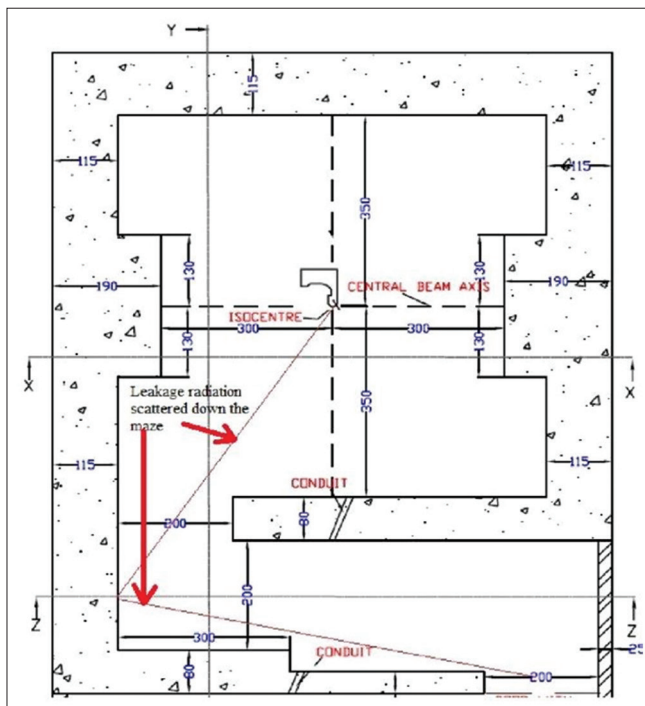 Y
115
115
115
350
190
190
130
130
CENTRAL BEAM AXIS
ISOCENTRE
300
300
130
130
X
X
Leakage radiation
scattered down the
maze
350
115
115
CONDUIT
200
80
200
Z
Z
300
25
80
CONDUIT
200